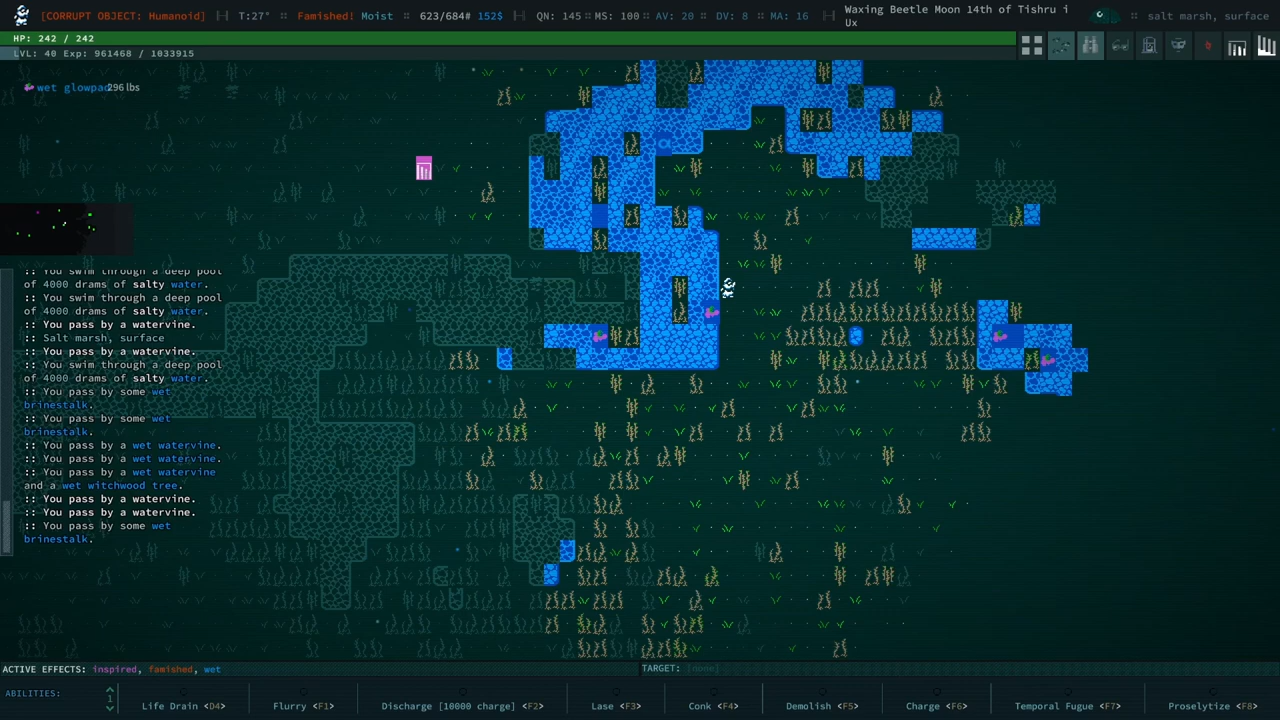 [CORRUPT OBJECT: Humanoid] T:27° :: Famished! Moist :: 623/684# 152$ QN: 145 :: MS: 100 :: AV: 20 :: DV: 8 :: MA: 16 Waxing Beetle Moon 14th of Tishru i Ux :: salt marsh, surface
HP: 242 / 242
LVL: 40 Exp: 961468 / 1033915
wet glowpad 296 lbs
:: You swim through a deep pool
of 4000 drams of salty water.
:: You swim through a deep pool
of 4000 drams of salty water.
:: You pass by a watervine.
:: Salt marsh, surface
:: You pass by a watervine.
:: You swim through a deep pool
of 4000 drams of salty water.
:: You pass by some wet
brinestalk.
:: You pass by some wet
brinestalk.
:: You pass by a wet watervine.
:: You pass by a wet watervine.
:: You pass by a wet watervine
and a wet witchwood tree.
:: You pass by a watervine.
:: You pass by a watervine.
:: You pass by some wet
brinestalk.
ACTIVE EFFECTS: inspired, famished, wet
TARGET: [none]
ABILITIES: 1 Life Drain <D4> Flurry <F1> Discharge [10000 charge] <F2> Lase <F3> Conk <F4> Demolish <F5> Charge <F6> Temporal Fugue <F7> Proselytize <F8>